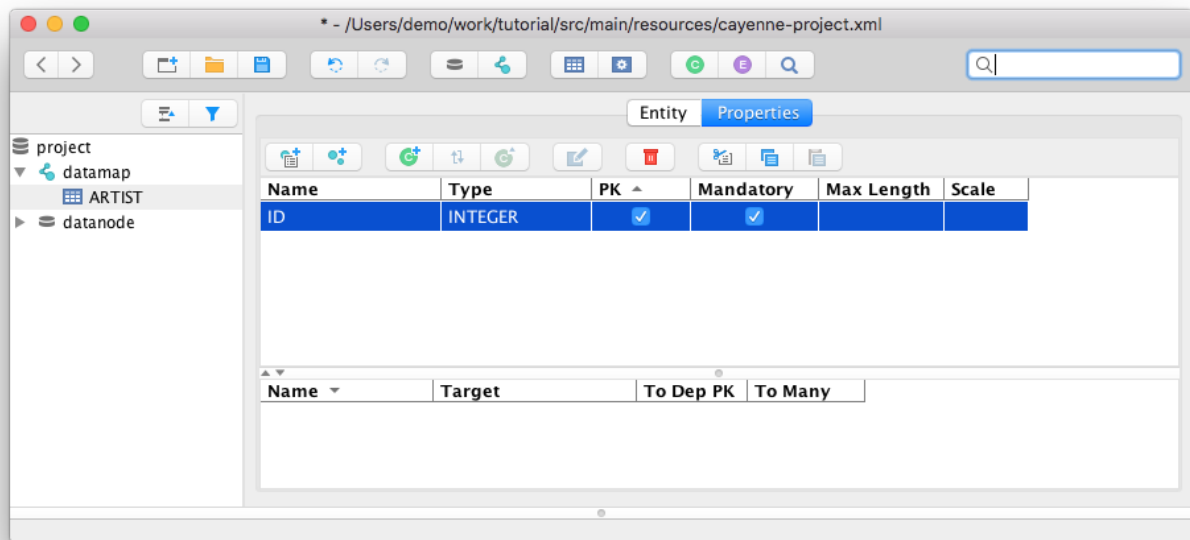 * - /Users/demo/work/tutorial/src/main/resources/cayenne-project.xml
C E
Entity Properties
project
datamap
ARTIST
datanode
C C
Name Type PK Mandatory Max Length Scale
ID INTEGER
Name Target To Dep PK To Many